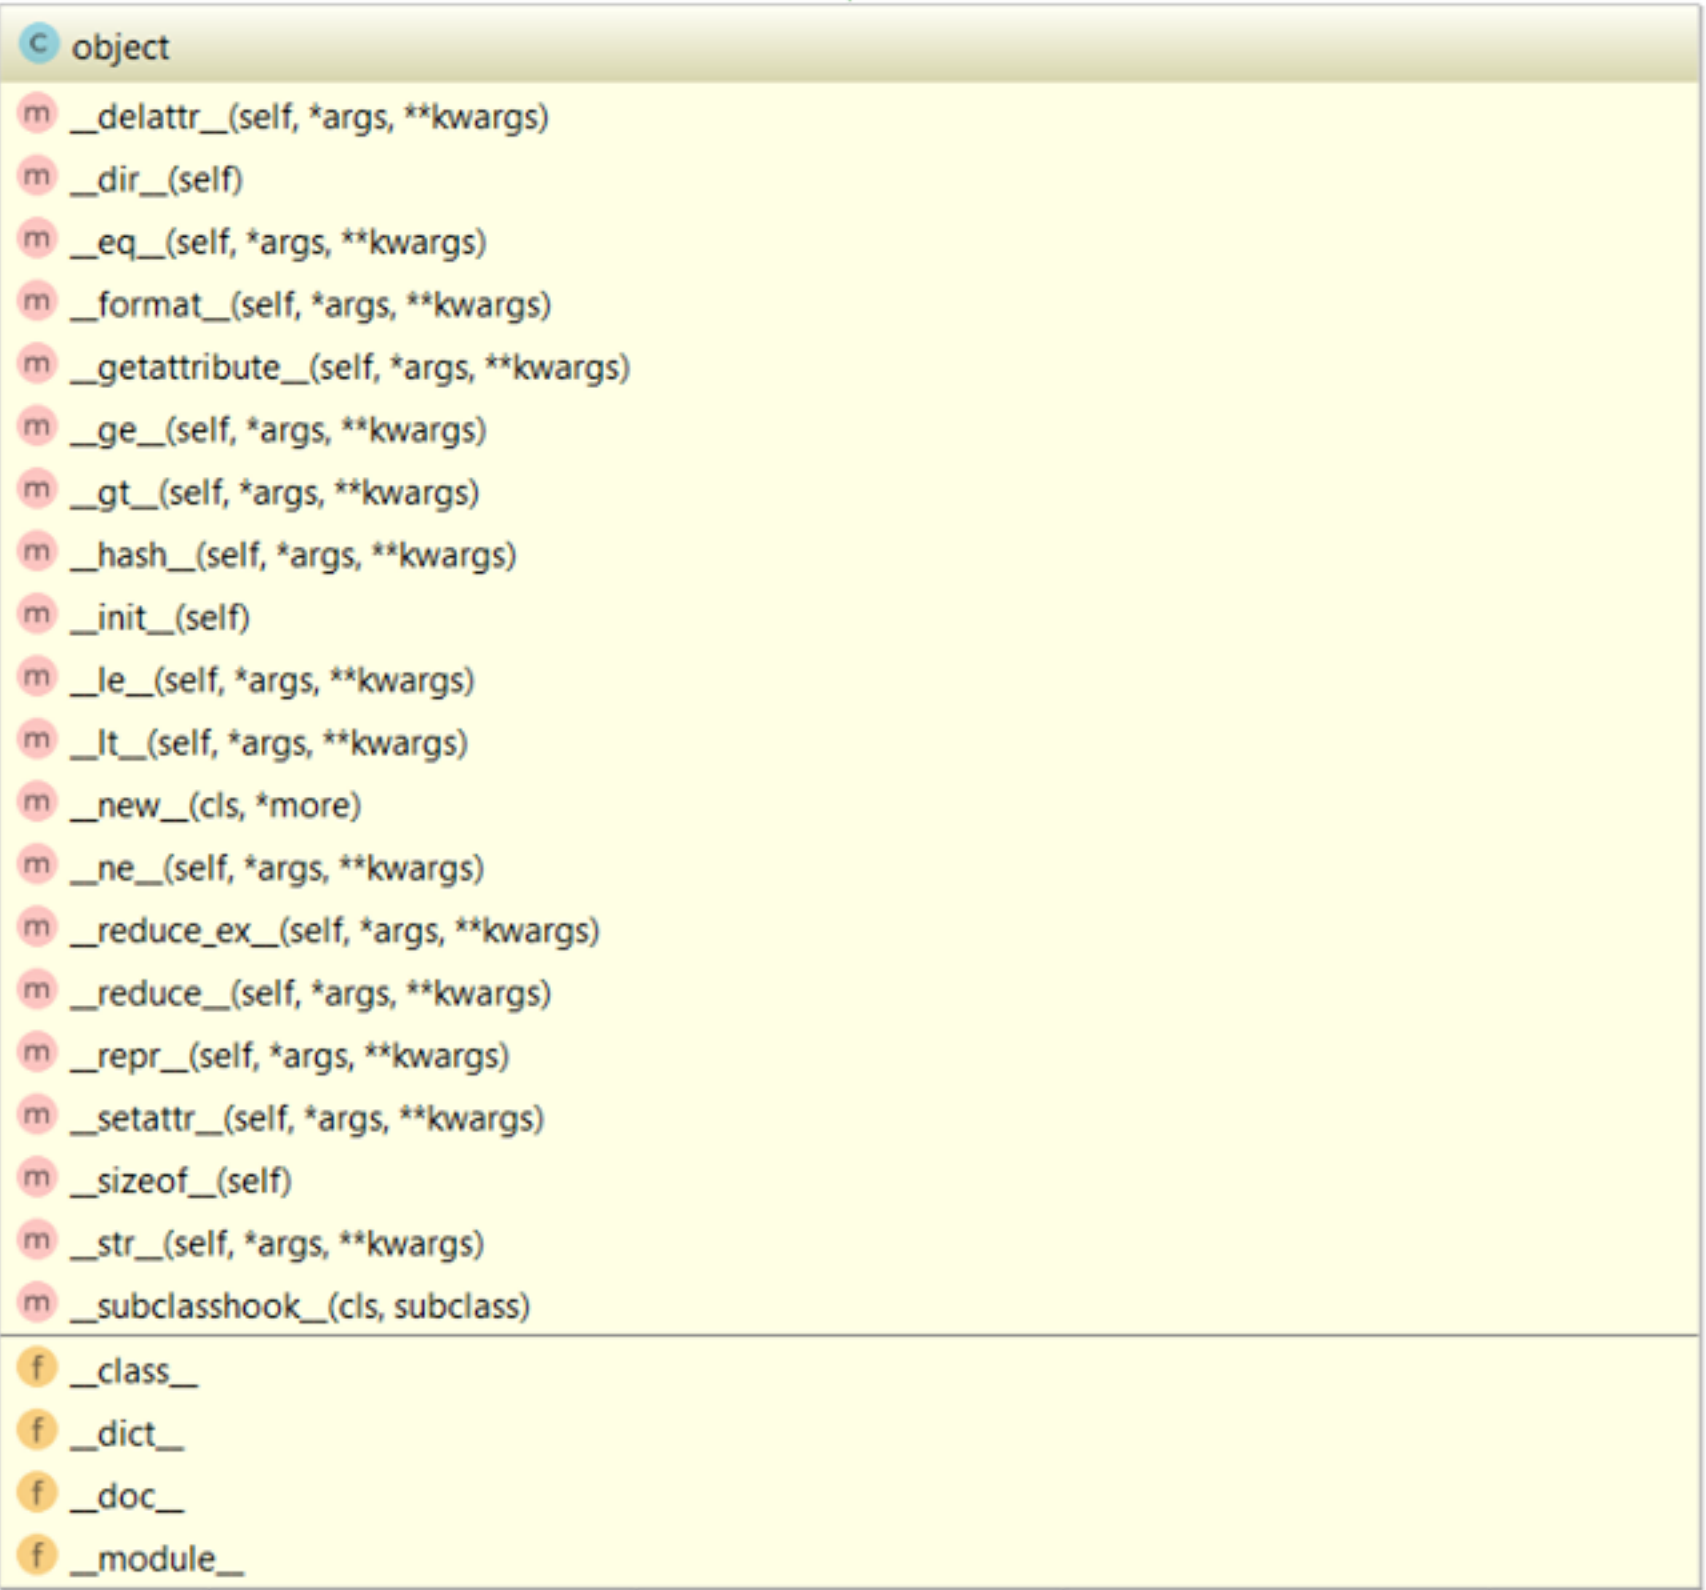 C object
m __delattr__(self, *args, **kwargs)
m __dir__(self)
m __eq__(self, *args, **kwargs)
m __format__(self, *args, **kwargs)
m __getattribute__(self, *args, **kwargs)
m __ge__(self, *args, **kwargs)
m __gt__(self, *args, **kwargs)
m __hash__(self, *args, **kwargs)
m __init__(self)
m __le__(self, *args, **kwargs)
m __lt__(self, *args, **kwargs)
m __new__(cls, *more)
m __ne__(self, *args, **kwargs)
m __reduce_ex__(self, *args, **kwargs)
m __reduce__(self, *args, **kwargs)
m __repr__(self, *args, **kwargs)
m __setattr__(self, *args, **kwargs)
m __sizeof__(self)
m __str__(self, *args, **kwargs)
m __subclasshook__(cls, subclass)
f __class__
f __dict__
f __doc__
f __module__